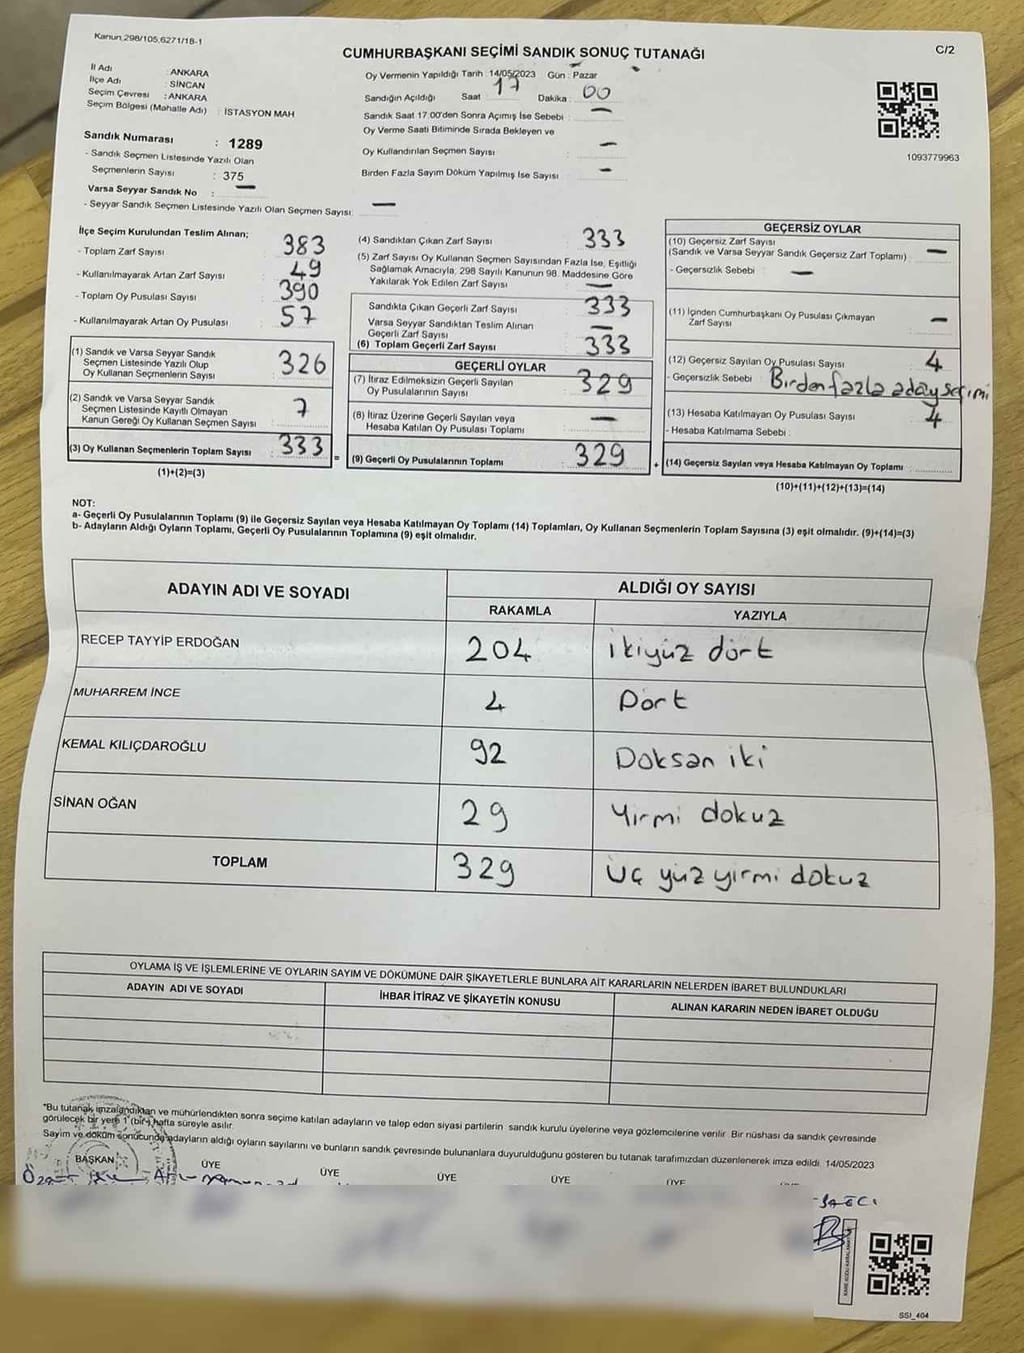 Kanun,298/105,6271/18-1
CUMHURBAŞKANI SEÇİMİ SANDIK SONUÇ TUTANAĞI
C/2
İl Adı : ANKARA
İlçe Adı : SİNCAN
Seçim Çevresi : ANKARA
Seçim Bölgesi (Mahalle Adı) : İSTASYON MAH
Sandık Numarası : 1289
- Sandık Seçmen Listesinde Yazılı Olan
Seçmenlerin Sayısı : 375
Varsa Seyyar Sandık No : —
- Seyyar Sandık Seçmen Listesinde Yazılı Olan Seçmen Sayısı: —
Oy Vermenin Yapıldığı Tarih : 14/05/2023 Gün : Pazar
Sandığın Açıldığı Saat 17 Dakika : 00
Sandık Saat 17.00'den Sonra Açımış İse Sebebi : —
Oy Verme Saati Bitiminde Sırada Bekleyen ve
Oy Kullandırılan Seçmen Sayısı : —
Birden Fazla Sayım Döküm Yapılmış İse Sayısı : —
1093779963
İlçe Seçim Kurulundan Teslim Alınan;
- Toplam Zarf Sayısı : 383
- Kullanılmayarak Artan Zarf Sayısı : 49
- Toplam Oy Pusulası Sayısı : 390
- Kullanılmayarak Artan Oy Pusulası : 57
(1) Sandık ve Varsa Seyyar Sandık
Seçmen Listesinde Yazılı Olup
Oy Kullanan Seçmenlerin Sayısı : 326
(2) Sandık ve Varsa Seyyar Sandık
Seçmen Listesinde Kayıtlı Olmayan
Kanun Gereği Oy Kullanan Seçmen Sayısı : 7
(3) Oy Kullanan Seçmenlerin Toplam Sayısı : 333 =
(1)+(2)=(3)
(4) Sandıktan Çıkan Zarf Sayısı : 333
(5) Zarf Sayısı Oy Kullanan Seçmen Sayısından Fazla İse, Eşitliği
Sağlamak Amacıyla, 298 Sayılı Kanunun 98. Maddesine Göre
Yakılarak Yok Edilen Zarf Sayısı : —
Sandıkta Çıkan Geçerli Zarf Sayısı : 333
Varsa Seyyar Sandıktan Teslim Alınan
Geçerli Zarf Sayısı : —
(6) Toplam Geçerli Zarf Sayısı : 333
GEÇERLİ OYLAR
(7) İtiraz Edilmeksizin Geçerli Sayılan
Oy Pusulalarının Sayısı : 329
(8) İtiraz Üzerine Geçerli Sayılan veya
Hesaba Katılan Oy Pusulası Toplamı : —
(9) Geçerli Oy Pusulalarının Toplamı : 329 +
GEÇERSİZ OYLAR
(10) Geçersiz Zarf Sayısı
(Sandık ve Varsa Seyyar Sandık Geçersiz Zarf Toplamı) : —
- Geçersizlik Sebebi : —
(11) İçinden Cumhurbaşkanı Oy Pusulası Çıkmayan
Zarf Sayısı : —
(12) Geçersiz Sayılan Oy Pusulası Sayısı : 4
- Geçersizlik Sebebi : Birden fazla aday seçimi
(13) Hesaba Katılmayan Oy Pusulası Sayısı : 4
- Hesaba Katılmama Sebebi :
(14) Geçersiz Sayılan veya Hesaba Katılmayan Oy Toplamı :
(10)+(11)+(12)+(13)=(14)
NOT:
a- Geçerli Oy Pusulalarının Toplamı (9) ile Geçersiz Sayılan veya Hesaba Katılmayan Oy Toplamı (14) Toplamları, Oy Kullanan Seçmenlerin Toplam Sayısına (3) eşit olmalıdır. (9)+(14)=(3)
b- Adayların Aldığı Oyların Toplamı, Geçerli Oy Pusulalarının Toplamına (9) eşit olmalıdır.
ADAYIN ADI VE SOYADI
ALDIĞI OY SAYISI
RAKAMLA YAZIYLA
RECEP TAYYİP ERDOĞAN 204 ikiyüz dört
MUHARREM İNCE 4 Dört
KEMAL KILIÇDAROĞLU 92 Doksan iki
SİNAN OĞAN 29 Yirmi dokuz
TOPLAM 329 Üç yüz yirmi dokuz
OYLAMA İŞ VE İŞLEMLERİNE VE OYLARIN SAYIM VE DÖKÜMÜNE DAİR ŞİKAYETLERLE BUNLARA AİT KARARLARIN NELERDEN İBARET BULUNDUKLARI
ADAYIN ADI VE SOYADI İHBAR İTİRAZ VE ŞİKAYETİN KONUSU ALINAN KARARIN NEDEN İBARET OLDUĞU
*Bu tutanak imzalandıktan ve mühürlendikten sonra seçime katılan adayların ve talep eden siyasi partilerin sandık kurulu üyelerine veya gözlemcilerine verilir. Bir nüshası da sandık çevresinde
görülecek bir yere 1 (bir) hafta süreyle asılır.
Sayım ve döküm sonucunda adayların aldığı oyların sayılarını ve bunların sandık çevresinde bulunanlara duyurulduğunu gösteren bu tutanak tarafımızdan düzenlenerek imza edildi. 14/05/2023
BAŞKAN ÜYE ÜYE ÜYE ÜYE ÜYE
SSI_404